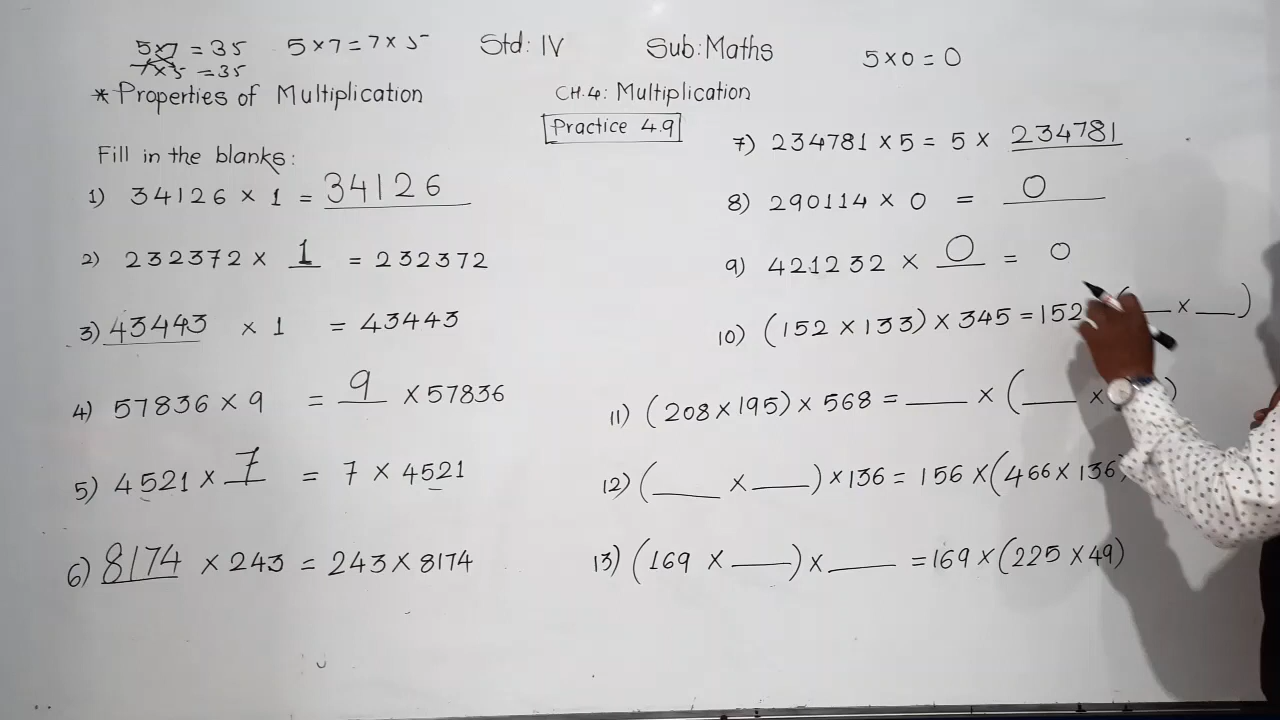 5×7 = 35
7×5 = 35
5×7 = 7×5
Std: IV
Sub: Maths
5×0 = 0
* Properties of Multiplication
CH.4: Multiplication
Practice 4.9
Fill in the blanks:
1) 34126 × 1 = 34126
2) 232372 × 1 = 232372
3) 43443 × 1 = 43443
4) 57836 × 9 = 9 × 57836
5) 4521 × 7 = 7 × 4521
6) 8174 × 243 = 243 × 8174
7) 234781 × 5 = 5 × 234781
8) 290114 × 0 = 0
9) 421232 × 0 = 0
10) (152 × 133) × 345 = 152 (___ × ___)
11) (208 × 195) × 568 = ___ × (___ × )
12) (___ × ___) × 136 = 156 × (466 × 136)
13) (169 × ___) × ___ = 169 × (225 × 49)